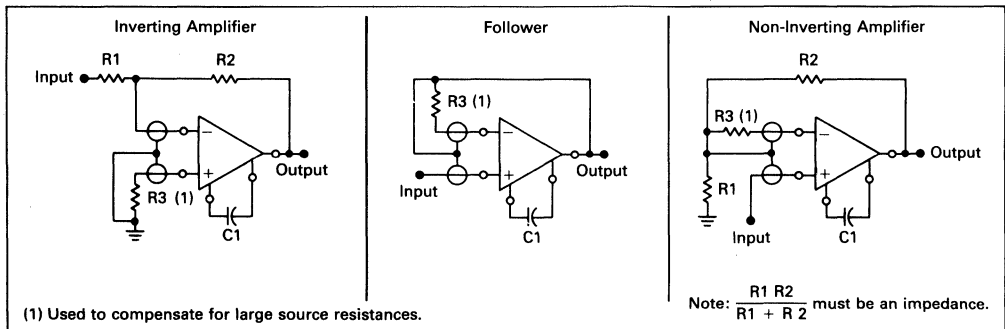 Inverting Amplifier
R1
R2
Input
−
+
Output
R3 (1)
C1
Follower
R3 (1)
−
+
Output
Input
C1
Non-Inverting Amplifier
R2
R3 (1)
−
+
Output
R1
Input
C1
(1) Used to compensate for large source resistances.
Note: R1 R2 / R1 + R 2 must be an impedance.